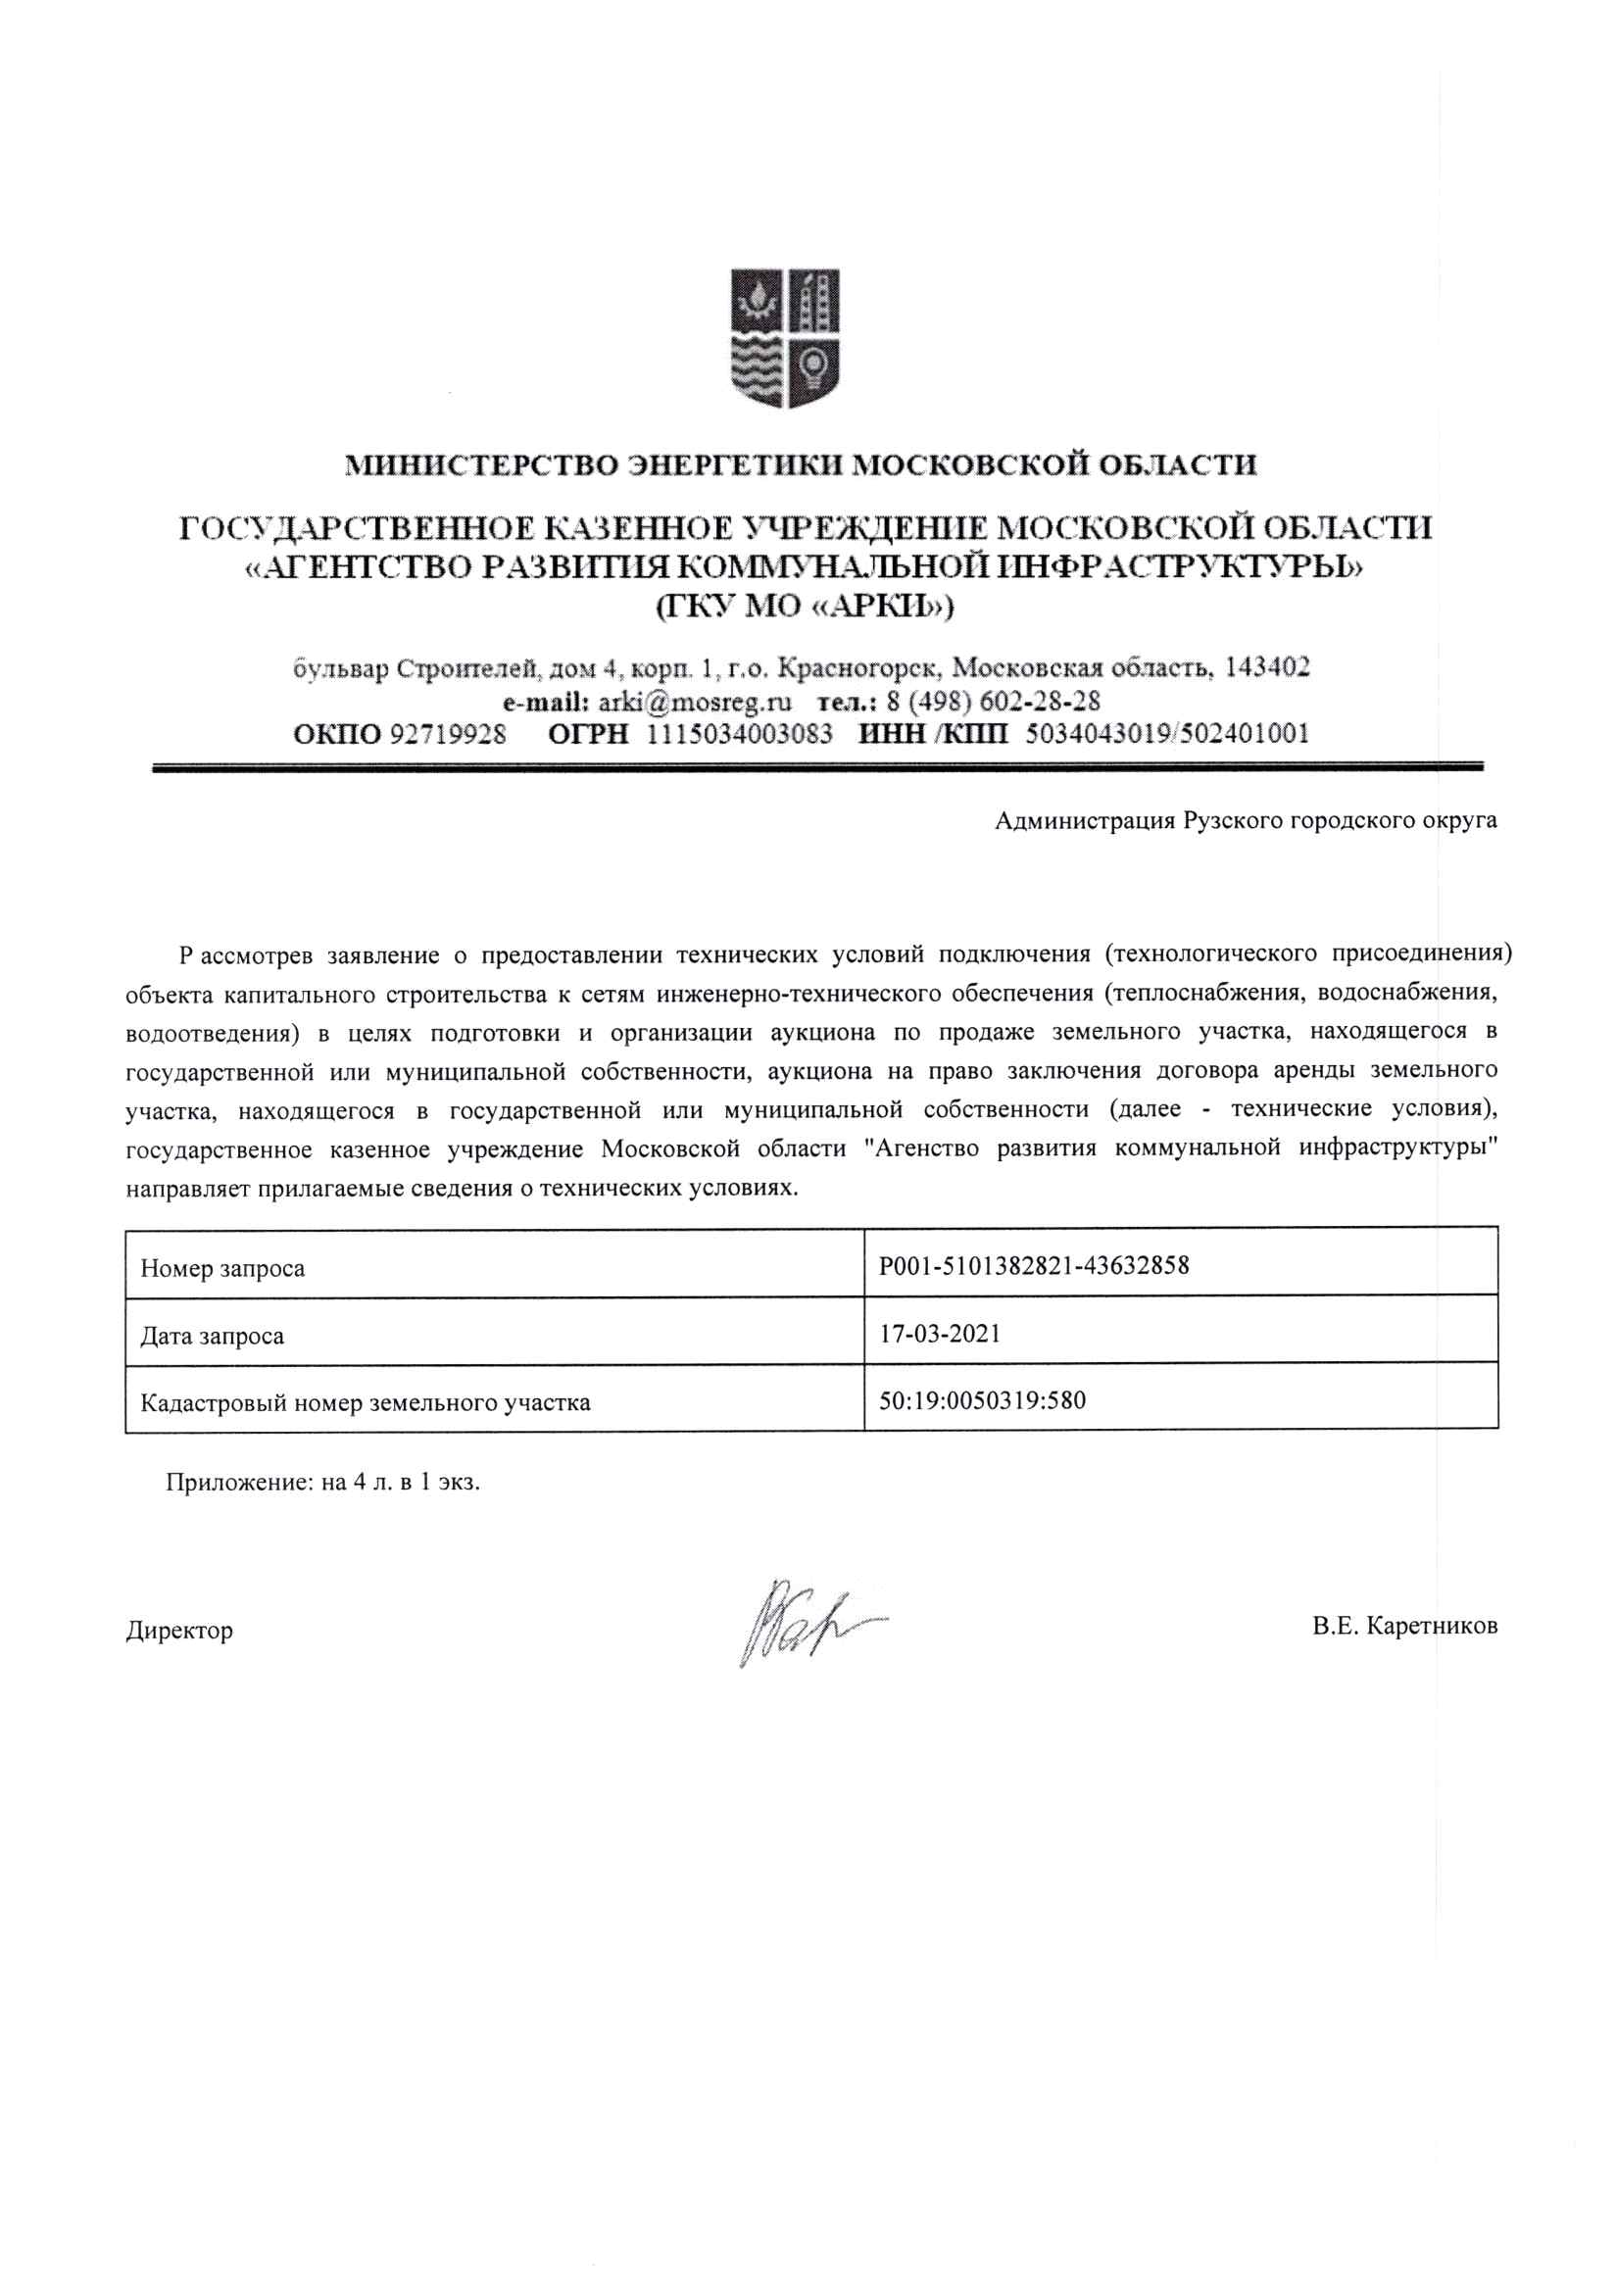 МИНИСТЕРСТВО ЭНЕРГЕТИКИ МОСКОВСКОЙ ОБЛАСТИ
ГОСУДАРСТВЕННОЕ КАЗЕННОЕ УЧРЕЖДЕНИЕ МОСКОВСКОЙ ОБЛАСТИ
«АГЕНТСТВО РАЗВИТИЯ КОММУНАЛЬНОЙ ИНФРАСТРУКТУРЫ»
(ГКУ МО «АРКИ»)
бульвар Строителей, дом 4, корп. 1, г.о. Красногорск, Московская область, 143402
e-mail: arki@mosreg.ru тел.: 8 (498) 602-28-28
ОКПО 92719928 ОГРН 1115034003083 ИНН /КПП 5034043019/502401001
Администрация Рузского городского округа
Р ассмотрев заявление о предоставлении технических условий подключения (технологического присоединения)
объекта капитального строительства к сетям инженерно-технического обеспечения (теплоснабжения, водоснабжения,
водоотведения) в целях подготовки и организации аукциона по продаже земельного участка, находящегося в
государственной или муниципальной собственности, аукциона на право заключения договора аренды земельного
участка, находящегося в государственной или муниципальной собственности (далее - технические условия),
государственное казенное учреждение Московской области "Агенство развития коммунальной инфраструктуры"
направляет прилагаемые сведения о технических условиях.
Номер запроса P001-5101382821-43632858
Дата запроса 17-03-2021
Кадастровый номер земельного участка 50:19:0050319:580
Приложение: на 4 л. в 1 экз.
Директор В.Е. Каретников